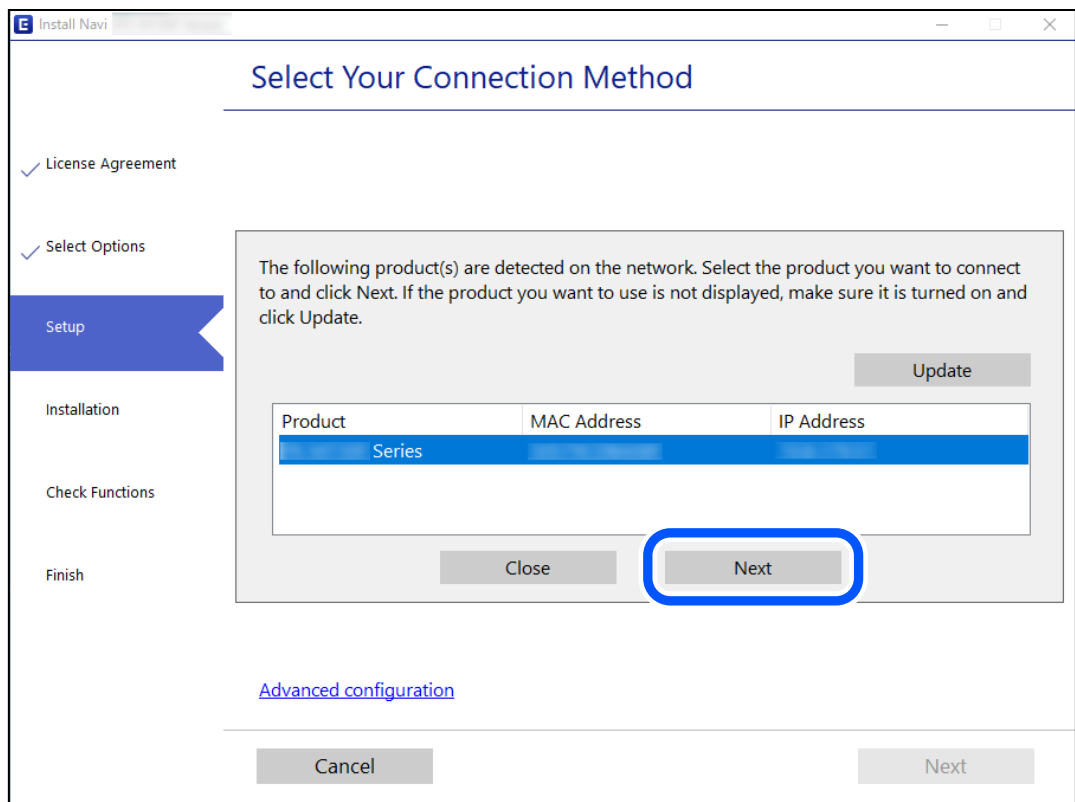 E Install Navi
Select Your Connection Method
License Agreement
Select Options
Setup
Installation
Check Functions
Finish
The following product(s) are detected on the network. Select the product you want to connect
to and click Next. If the product you want to use is not displayed, make sure it is turned on and
click Update.
Update
Product MAC Address IP Address
Series
Close Next
Advanced configuration
Cancel Next